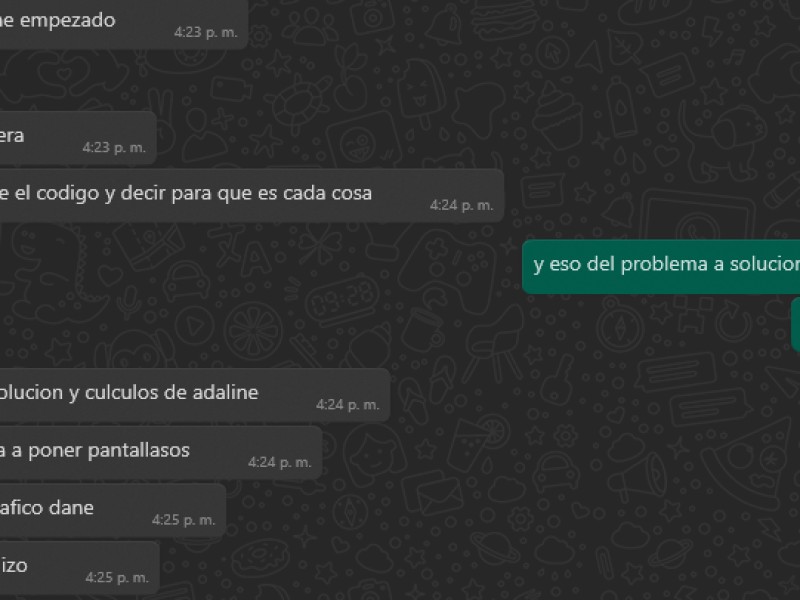 he empezado
4:23 p. m.
era
4:23 p. m.
e el codigo y decir para que es cada cosa
4:24 p. m.
y eso del problema a solucion
olucion y culculos de adaline
4:24 p. m.
a a poner pantallasos
4:24 p. m.
afico dane
4:25 p. m.
izo
4:25 p. m.